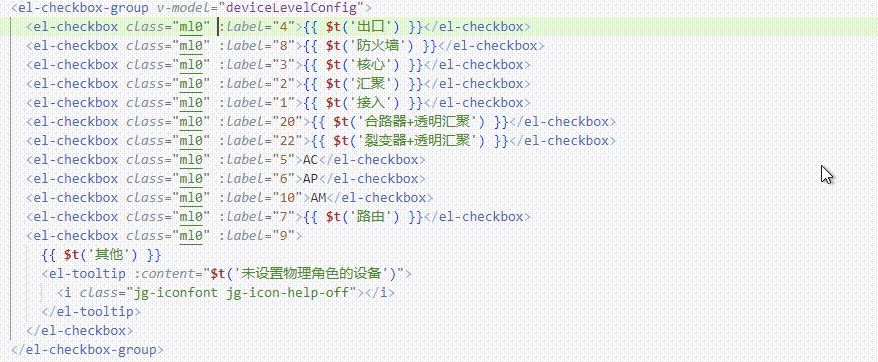 <el-checkbox-group v-model="deviceLevelConfig">
<el-checkbox class="ml0" :label="4">{{ $t('出口') }}</el-checkbox>
<el-checkbox class="ml0" :label="8">{{ $t('防火墙') }}</el-checkbox>
<el-checkbox class="ml0" :label="3">{{ $t('核心') }}</el-checkbox>
<el-checkbox class="ml0" :label="2">{{ $t('汇聚') }}</el-checkbox>
<el-checkbox class="ml0" :label="1">{{ $t('接入') }}</el-checkbox>
<el-checkbox class="ml0" :label="20">{{ $t('合路器+透明汇聚') }}</el-checkbox>
<el-checkbox class="ml0" :label="22">{{ $t('裂变器+透明汇聚') }}</el-checkbox>
<el-checkbox class="ml0" :label="5">AC</el-checkbox>
<el-checkbox class="ml0" :label="6">AP</el-checkbox>
<el-checkbox class="ml0" :label="10">AM</el-checkbox>
<el-checkbox class="ml0" :label="7">{{ $t('路由') }}</el-checkbox>
<el-checkbox class="ml0" :label="9">
{{ $t('其他') }}
<el-tooltip :content="$t('未设置物理角色的设备')">
<i class="jg-iconfont jg-icon-help-off"></i>
</el-tooltip>
</el-checkbox>
</el-checkbox-group>